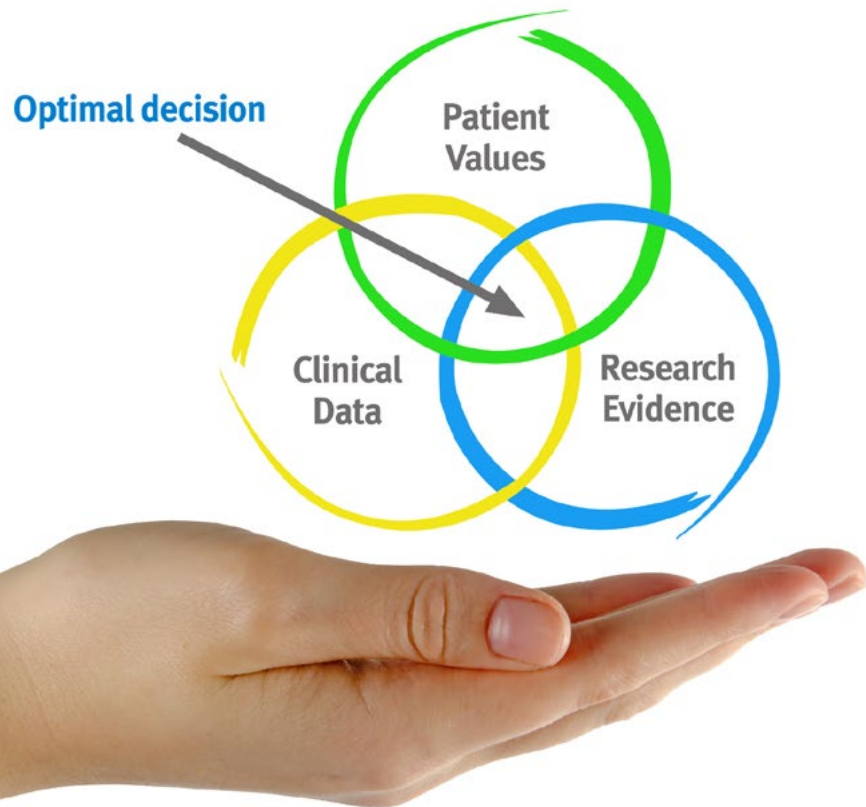 Optimal decision
Patient
Values
Clinical
Data
Research
Evidence